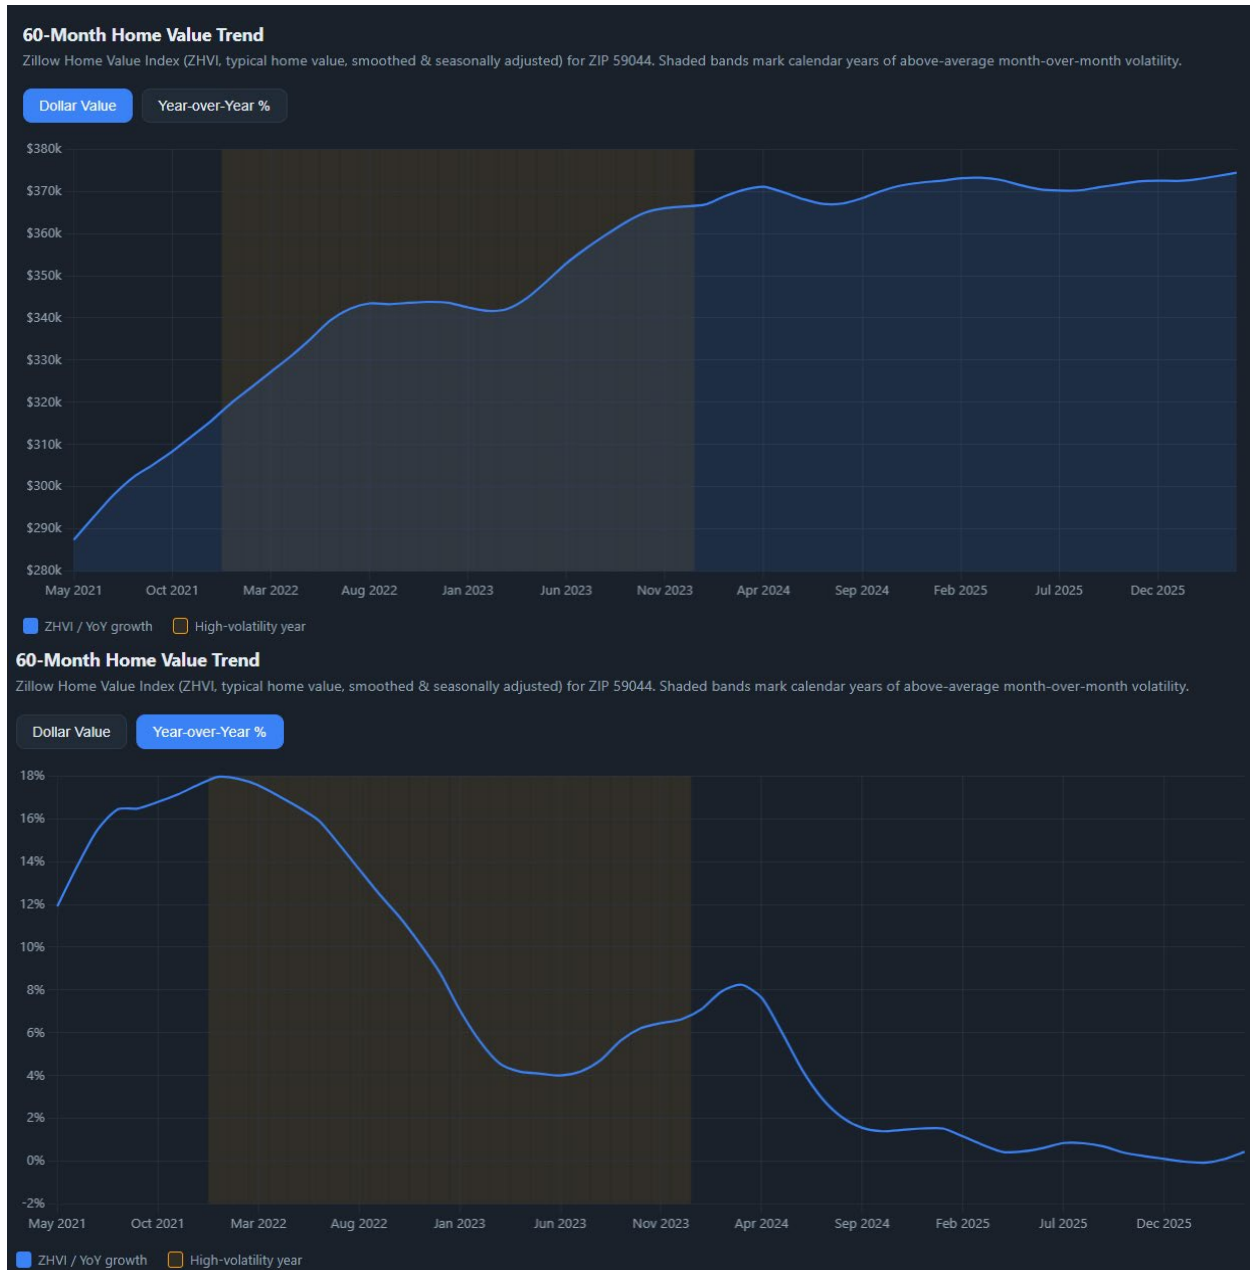 60-Month Home Value Trend
Zillow Home Value Index (ZHVI, typical home value, smoothed & seasonally adjusted) for ZIP 59044. Shaded bands mark calendar years of above-average month-over-month volatility.
Dollar Value Year-over-Year %
$380k
$370k
$360k
$350k
$340k
$330k
$320k
$310k
$300k
$290k
$280k
May 2021 Oct 2021 Mar 2022 Aug 2022 Jan 2023 Jun 2023 Nov 2023 Apr 2024 Sep 2024 Feb 2025 Jul 2025 Dec 2025
ZHVI / YoY growth High-volatility year
60-Month Home Value Trend
Zillow Home Value Index (ZHVI, typical home value, smoothed & seasonally adjusted) for ZIP 59044. Shaded bands mark calendar years of above-average month-over-month volatility.
Dollar Value Year-over-Year %
18%
16%
14%
12%
10%
8%
6%
4%
2%
0%
-2%
May 2021 Oct 2021 Mar 2022 Aug 2022 Jan 2023 Jun 2023 Nov 2023 Apr 2024 Sep 2024 Feb 2025 Jul 2025 Dec 2025
ZHVI / YoY growth High-volatility year